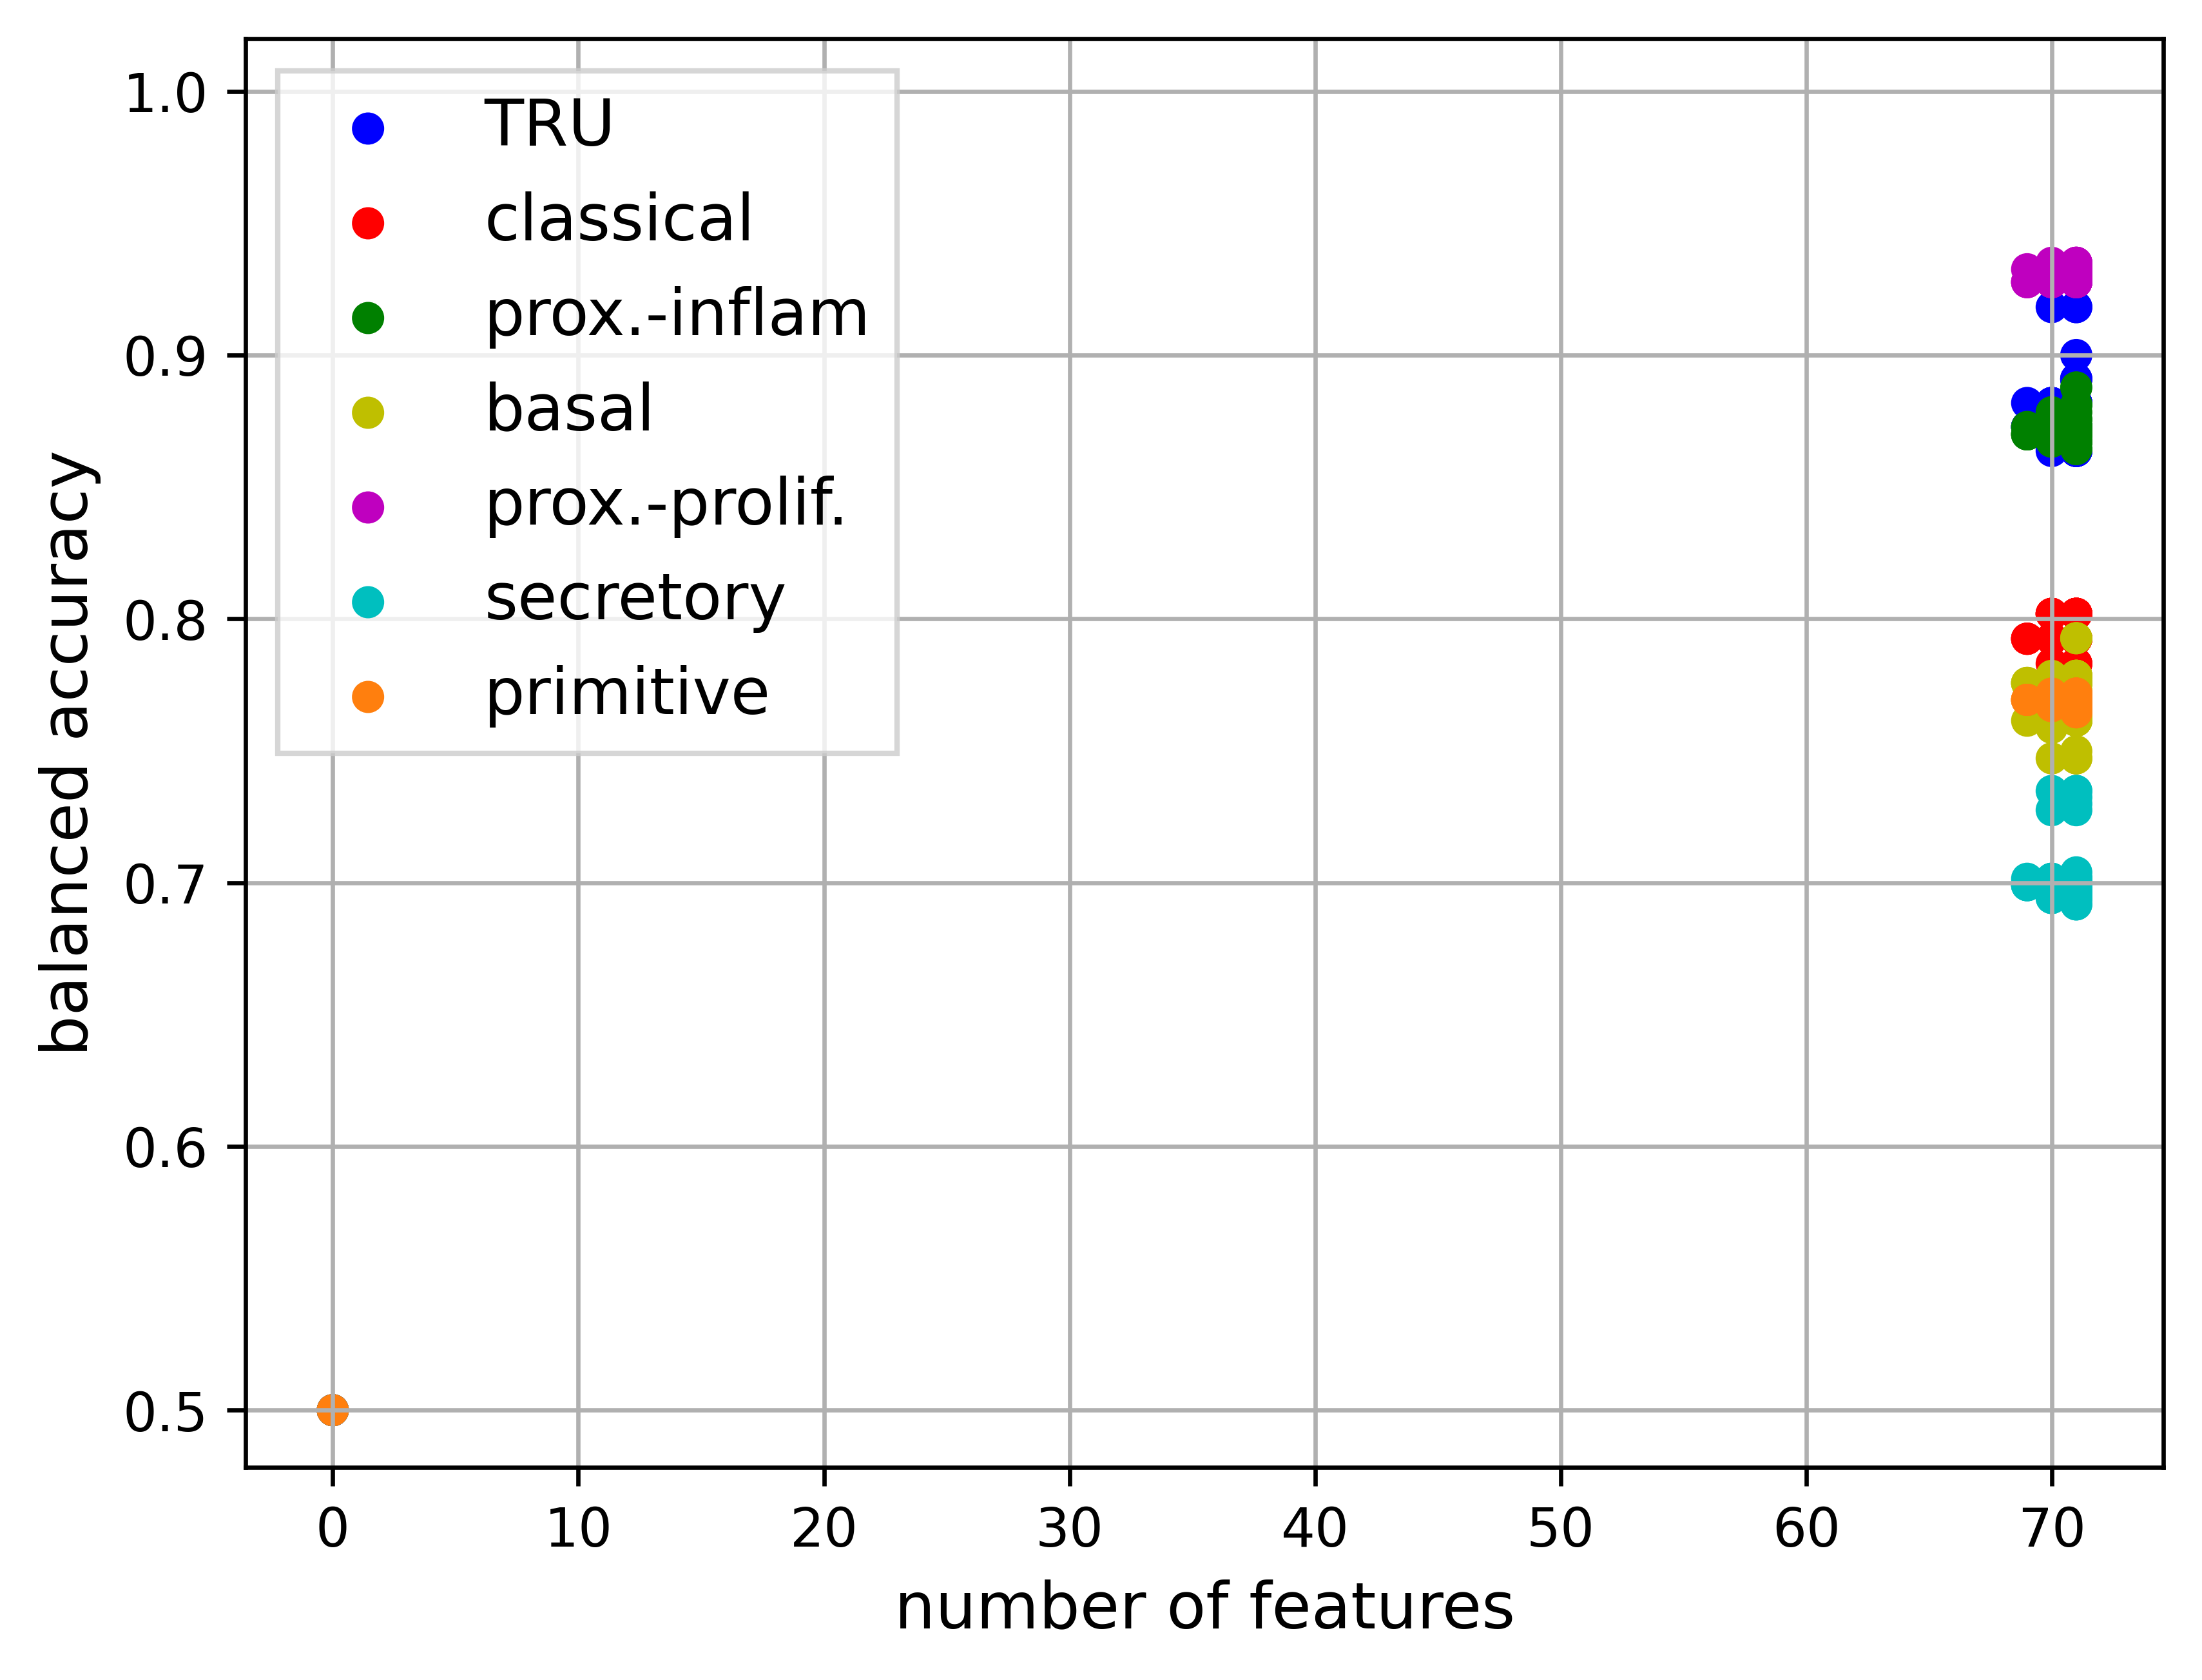 TRU
classical
prox.-inflam
basal
prox.-prolif.
secretory
primitive
1.0
0.9
0.8
0.7
0.6
0.5
balanced accuracy
0 10 20 30 40 50 60 70
number of features